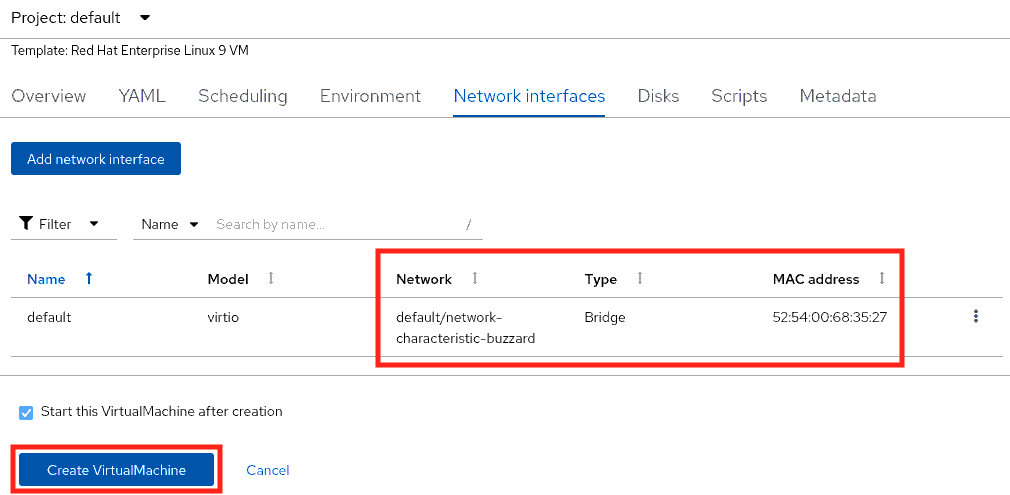 Project: default
Template: Red Hat Enterprise Linux 9 VM
Overview YAML Scheduling Environment Network interfaces Disks Scripts Metadata
Add network interface
Filter Name Search by name... /
Name Model Network Type MAC address
default virtio default/network- Bridge 52:54:00:68:35:27
characteristic-buzzard
Start this VirtualMachine after creation
Create VirtualMachine Cancel